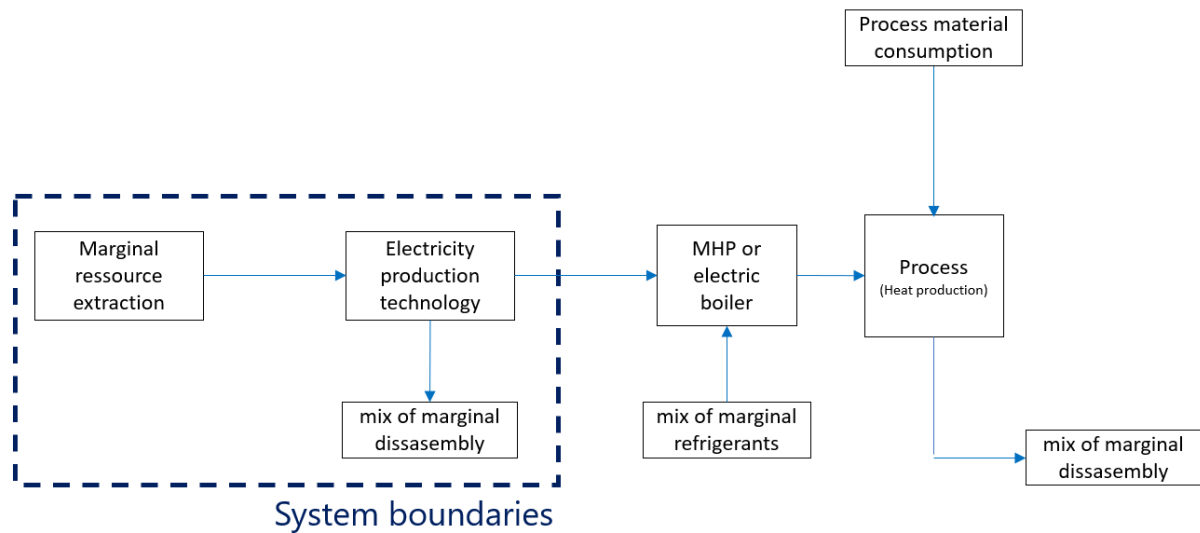 Process material
consumption
Marginal
ressource
extraction
Electricity
production
technology
MHP or
electric
boiler
Process
(Heat production)
mix of marginal
dissasembly
mix of marginal
refrigerants
mix of marginal
dissasembly
System boundaries